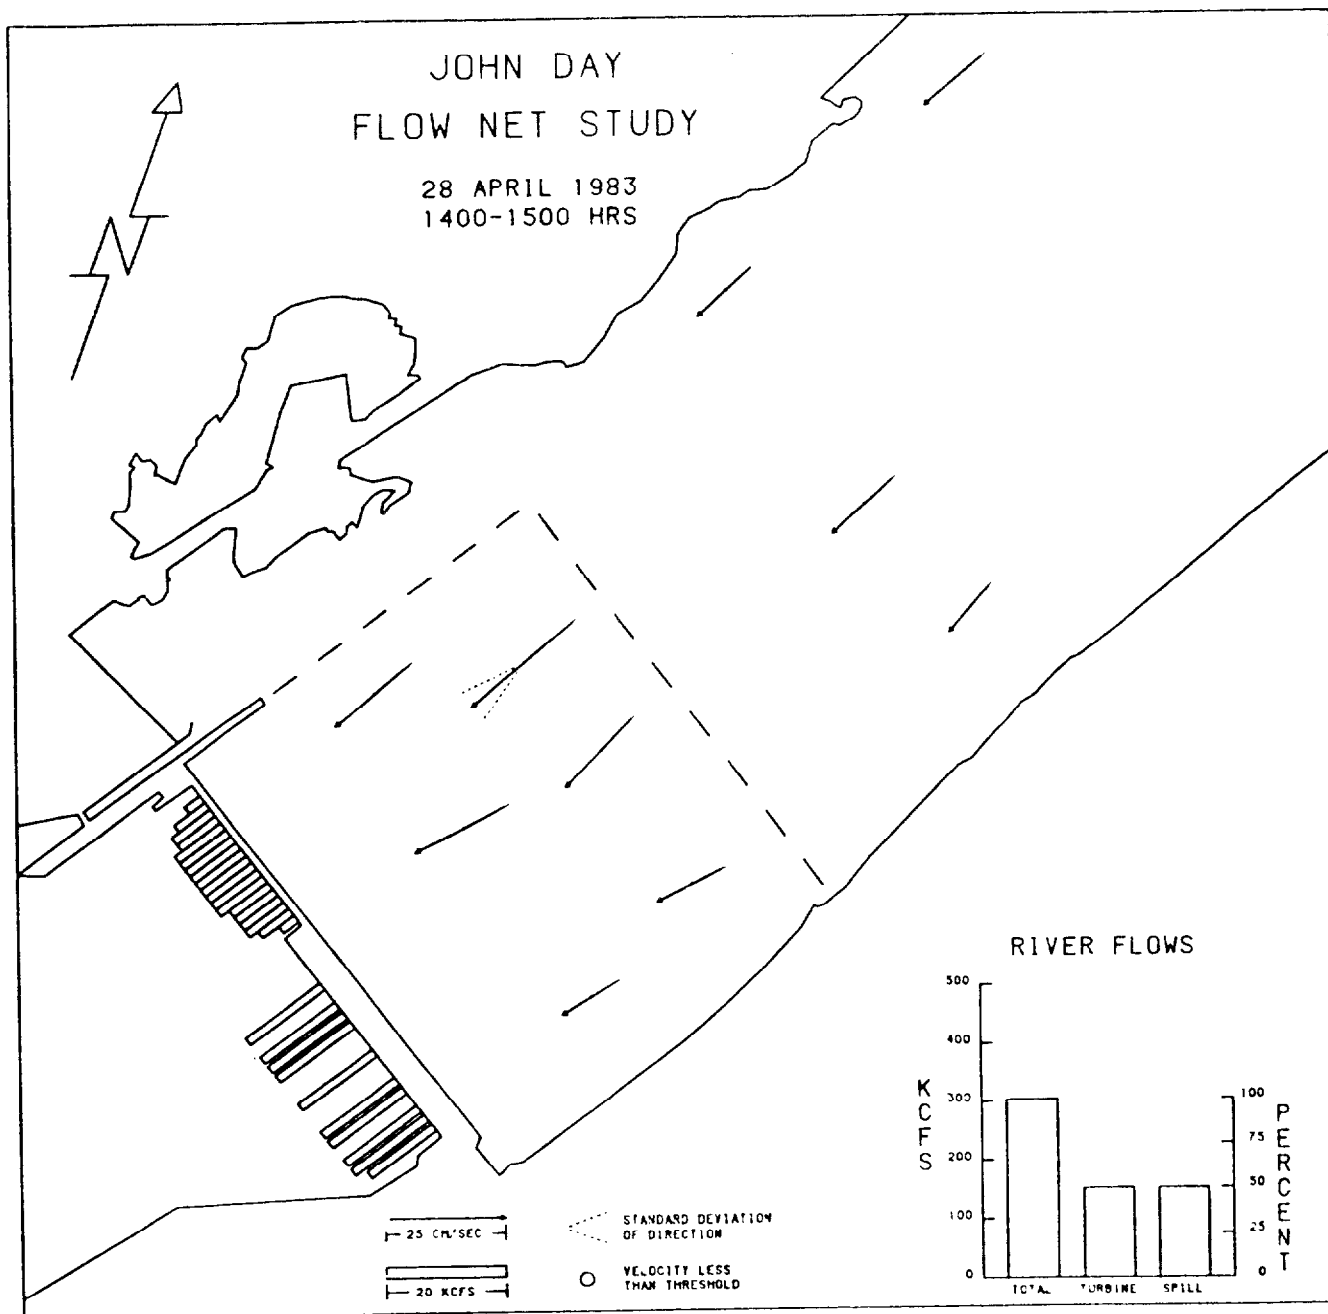 JOHN DAY
FLOW NET STUDY
28 APRIL 1983
1400-1500 HRS
RIVER FLOWS
500
400
300
200
100
0
KCFS
100
75
50
25
0
PERCENT
TOTAL
TURBINE
SPILL
25 CM/SEC
STANDARD DEVIATION
OF DIRECTION
20 KCFS
VELOCITY LESS
THAN THRESHOLD